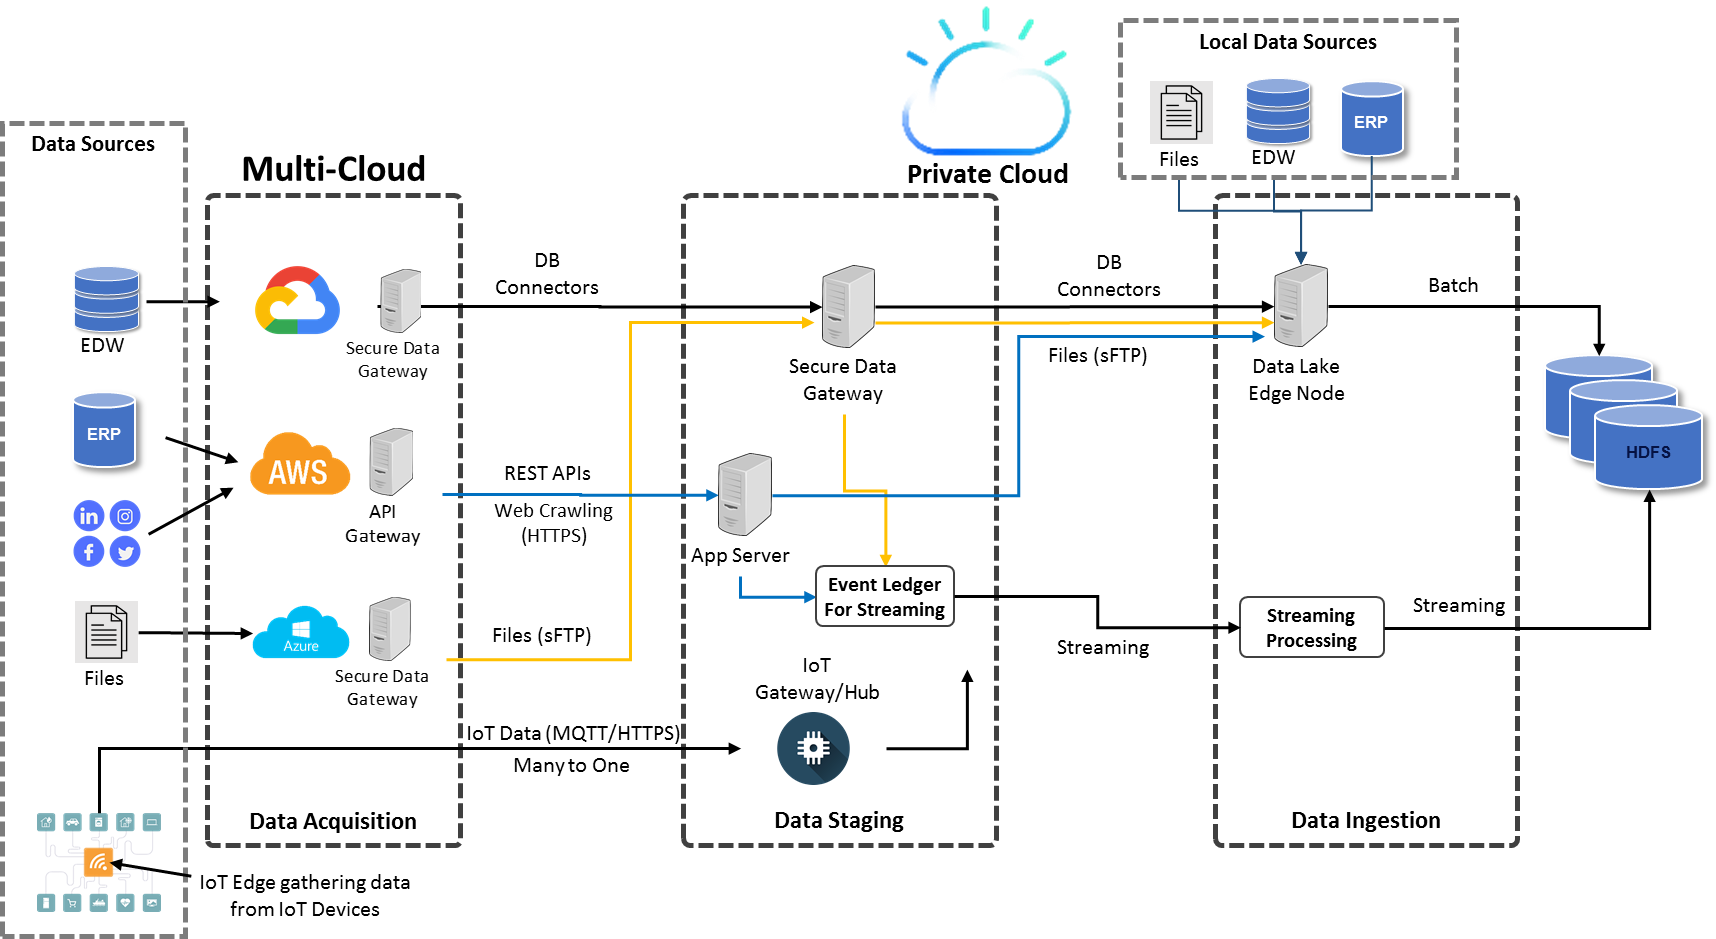 Local Data Sources
Files
EDW
ERP
Private Cloud
Data Sources
EDW
ERP
in
f
Files
Multi-Cloud
Secure Data
Gateway
AWS
API
Gateway
Azure
Secure Data
Gateway
Data Acquisition
IoT Edge gathering data
from IoT Devices
DB
Connectors
REST APIs
Web Crawling
(HTTPS)
Files (sFTP)
IoT Data (MQTT/HTTPS)
Many to One
Secure Data
Gateway
App Server
Event Ledger
For Streaming
IoT
Gateway/Hub
Data Staging
DB
Connectors
Files (sFTP)
Streaming
Data Lake
Edge Node
Streaming
Processing
Data Ingestion
Batch
Streaming
HDFS